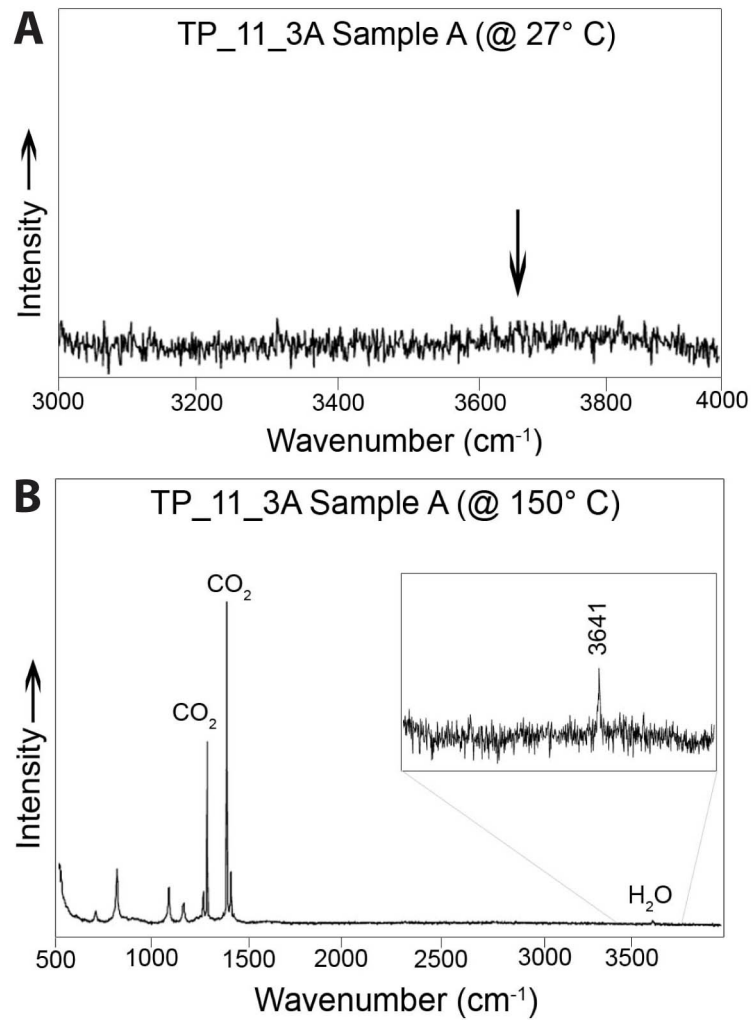 A
TP_11_3A Sample A (@ 27° C)
Intensity
3000 3200 3400 3600 3800 4000
Wavenumber (cm-1)
B
TP_11_3A Sample A (@ 150° C)
CO2
CO2
3641
H2O
Intensity
500 1000 1500 2000 2500 3000 3500
Wavenumber (cm-1)